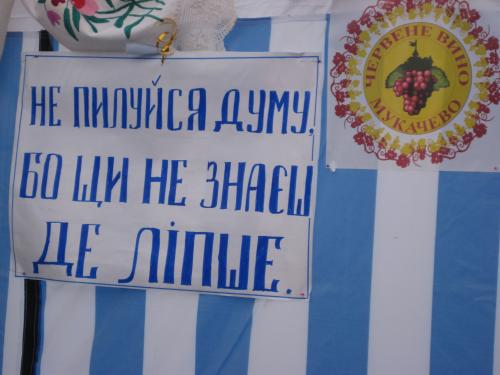 НЕ ПИЛУЙСЯ ДУМУ,
БО ЩИ НЕ ЗНАЄШ
ДЕ ЛІПШЕ.
ЧЕРВЕНЕ ВИНО
МУКАЧЕВО